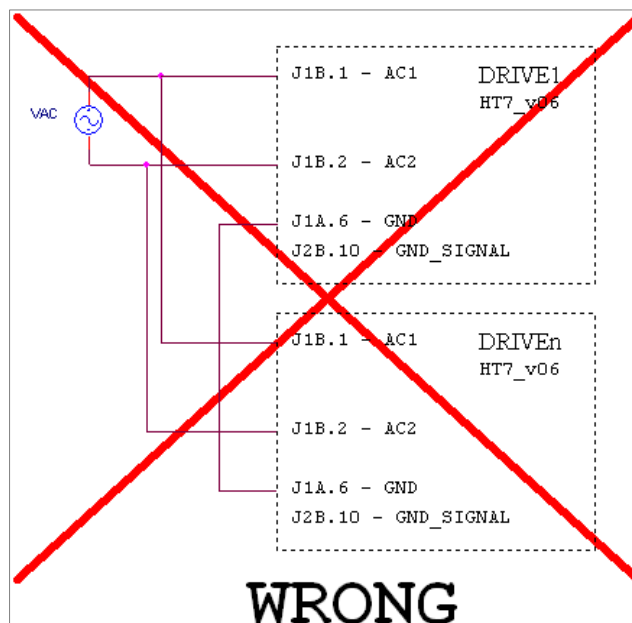 J1B.1 - AC1 DRIVE1
HT7_v06
VAC
J1B.2 - AC2
J1A.6 - GND
J2B.10 - GND_SIGNAL
J1B.1 - AC1 DRIVEn
HT7_v06
J1B.2 - AC2
J1A.6 - GND
J2B.10 - GND_SIGNAL
WRONG